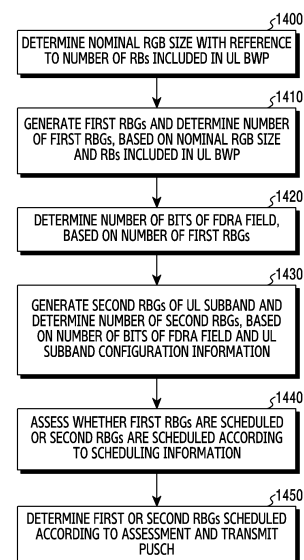 1400
DETERMINE NOMINAL RGB SIZE WITH REFERENCE
TO NUMBER OF RBs INCLUDED IN UL BWP
1410
GENERATE FIRST RBGs AND DETERMINE NUMBER
OF FIRST RBGs, BASED ON NOMINAL RGB SIZE
AND RBs INCLUDED IN UL BWP
1420
DETERMINE NUMBER OF BITS OF FDRA FIELD,
BASED ON NUMBER OF FIRST RBGs
1430
GENERATE SECOND RBGs OF UL SUBBAND AND
DETERMINE NUMBER OF SECOND RBGs, BASED
ON NUMBER OF BITS OF FDRA FIELD AND UL
SUBBAND CONFIGURATION INFORMATION
1440
ASSESS WHETHER FIRST RBGs ARE SCHEDULED
OR SECOND RBGs ARE SCHEDULED ACCORDING
TO SCHEDULING INFORMATION
1450
DETERMINE FIRST OR SECOND RBGs SCHEDULED
ACCORDING TO ASSESSMENT AND TRANSMIT
PUSCH